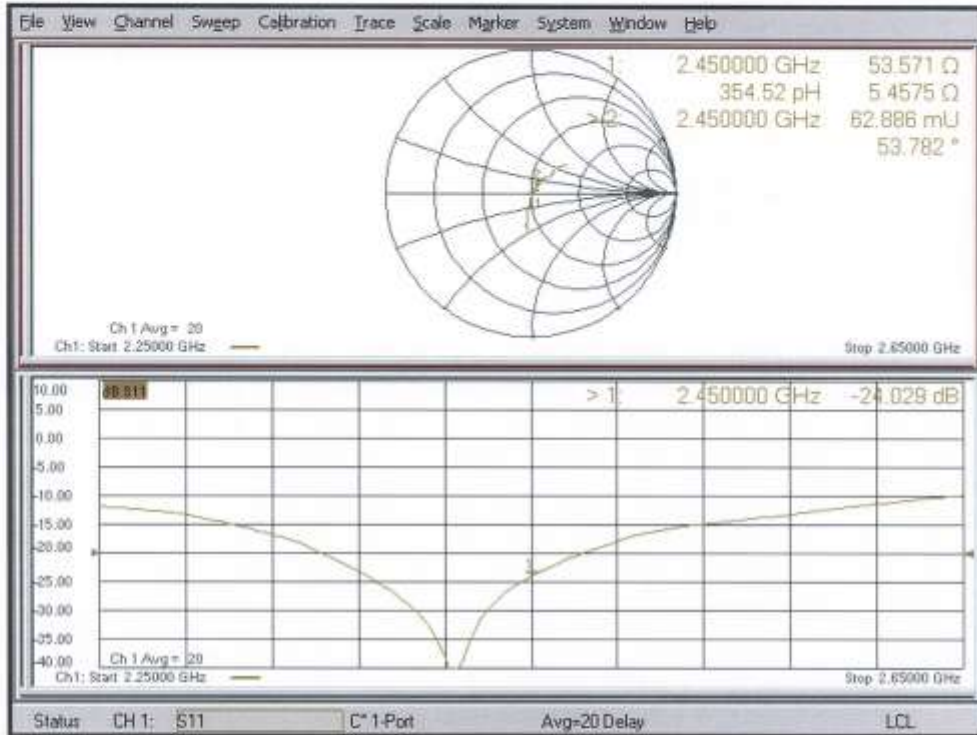 File View Channel Sweep Calibration Trace Scale Marker System Window Help
1: 2.450000 GHz 53.571 Ω
354.52 pH 5.4575 Ω
> 2: 2.450000 GHz 62.886 mU
53.782 °
Ch 1 Avg = 20
Ch1: Start 2.25000 GHz
Stop 2.65000 GHz
10.00
dB S11
> 1: 2.450000 GHz -24.029 dB
5.00
0.00
-5.00
-10.00
-15.00
-20.00
1
-25.00
-30.00
-35.00
-40.00
Ch 1 Avg = 20
Ch1: Start 2.25000 GHz
Stop 2.65000 GHz
Status CH 1: S11 C* 1-Port Avg=20 Delay LCL